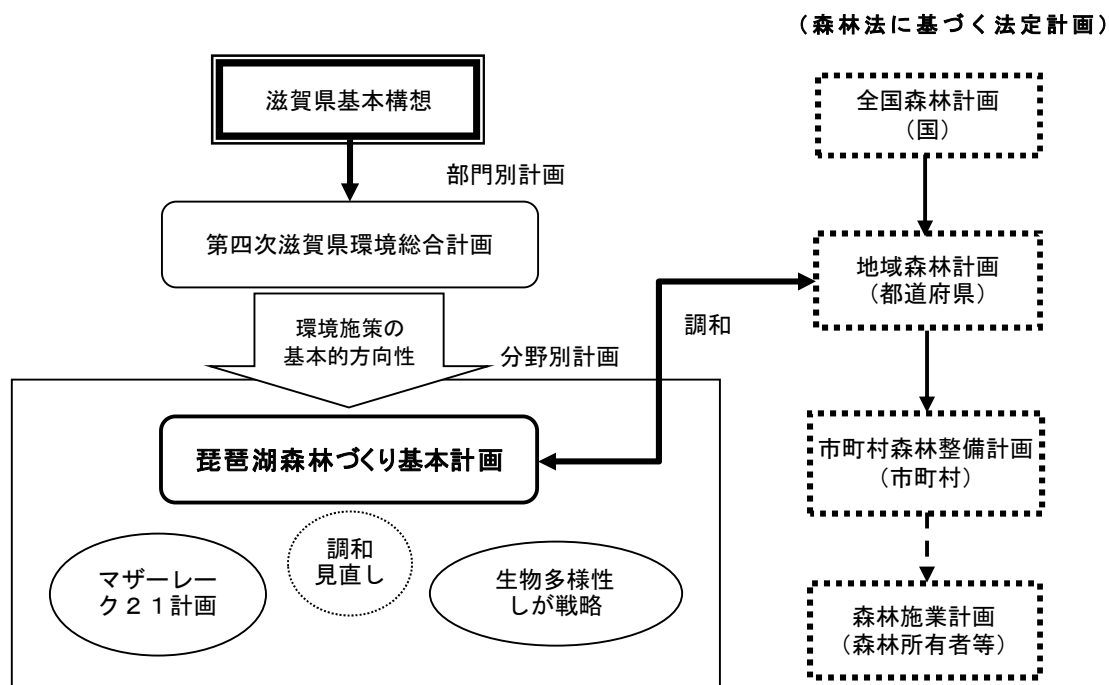 （森林法に基づく法定計画）
滋賀県基本構想
全国森林計画
（国）
部門別計画
第四次滋賀県環境総合計画
地域森林計画
（都道府県）
環境施策の
基本的方向性
調和
分野別計画
琵琶湖森林づくり基本計画
市町村森林整備計画
（市町村）
調和
見直し
マザーレー
ク２１計画
生物多様性
しが戦略
森林施業計画
（森林所有者等）